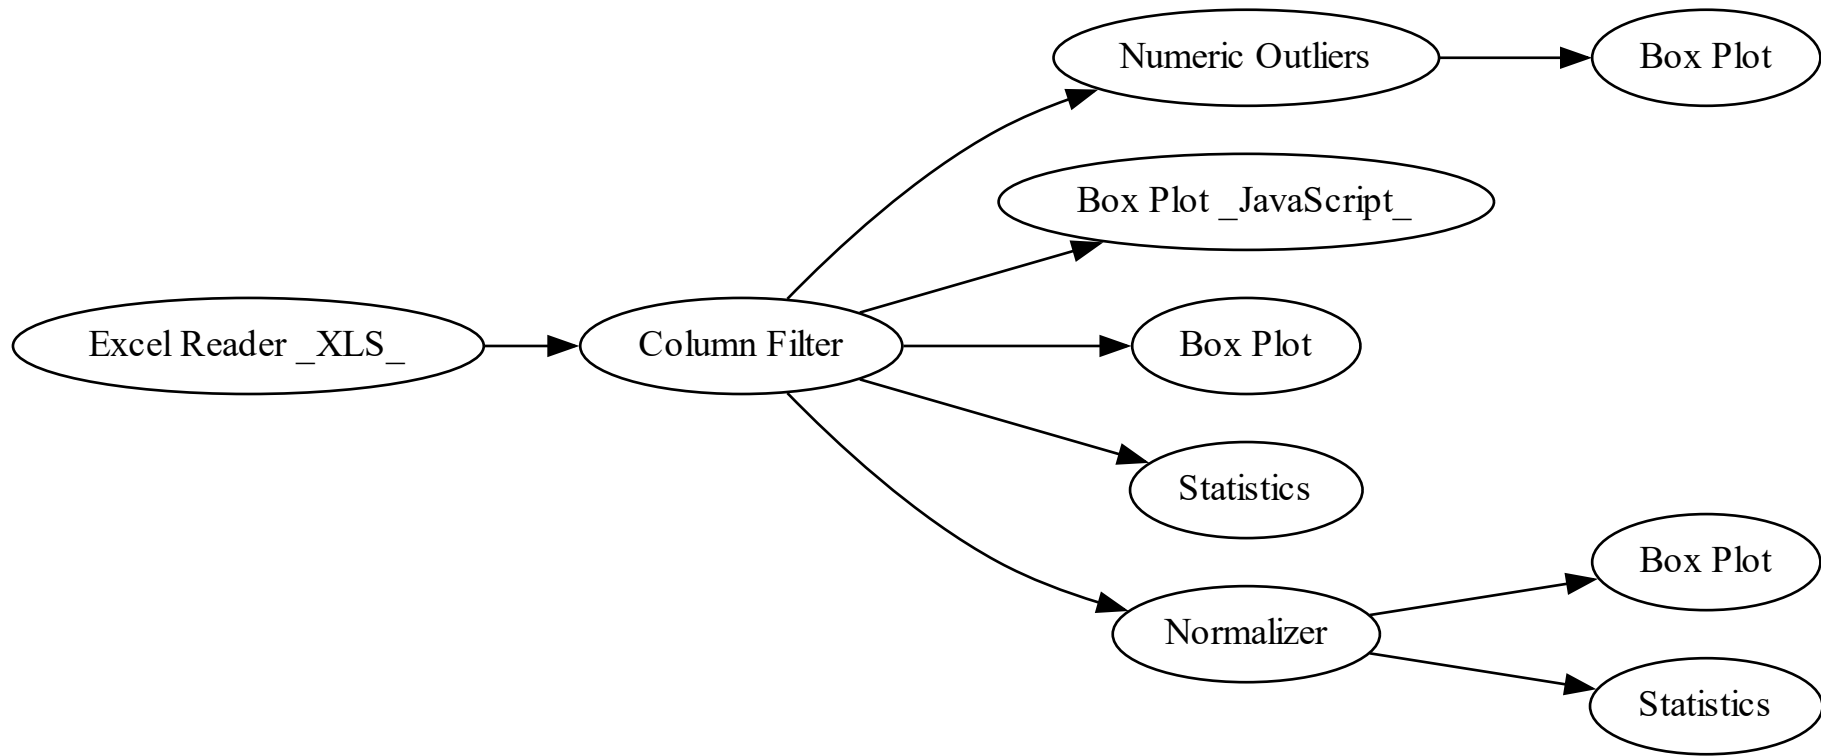 Numeric Outliers
Box Plot
Box Plot _JavaScript_
Excel Reader _XLS_
Column Filter
Box Plot
Statistics
Box Plot
Normalizer
Statistics